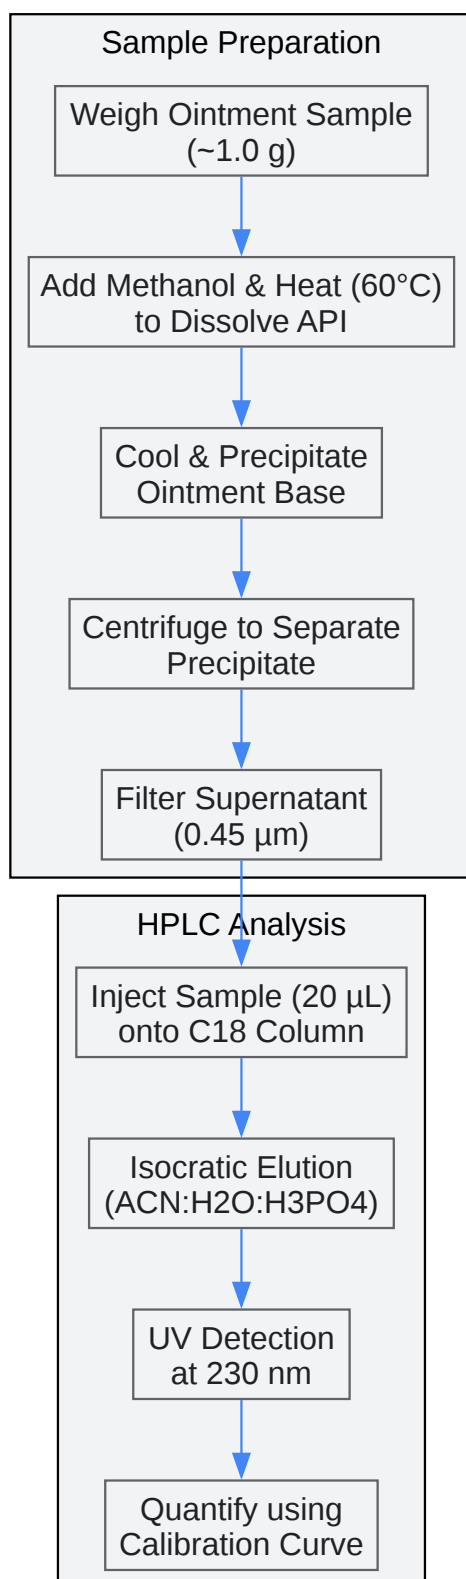 Sample Preparation
Weigh Ointment Sample
(~1.0 g)
Add Methanol & Heat (60°C)
to Dissolve API
Cool & Precipitate
Ointment Base
Centrifuge to Separate
Precipitate
Filter Supernatant
(0.45 µm)
HPLC Analysis
Inject Sample (20 µL)
onto C18 Column
Isocratic Elution
(ACN:H2O:H3PO4)
UV Detection
at 230 nm
Quantify using
Calibration Curve